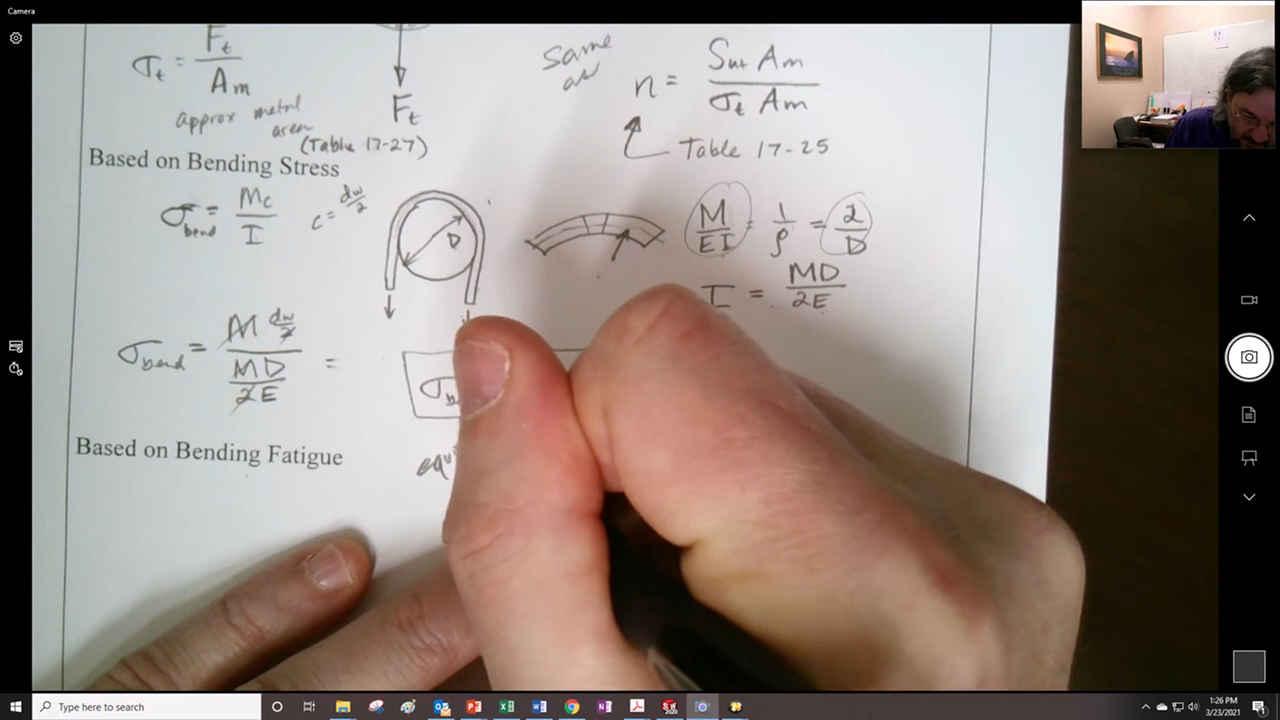 Camera
σt = Ft / Am
approx metal area
(Table 17-27)
Ft
same as
n = Sut Am / σt Am
Table 17-25
Based on Bending Stress
σbend = Mc / I
c = dw/2
D
M/EI = 1/ρ = 2/D
I = MD / 2E
σbend = M dw/2 / MD/2E =
σb
Based on Bending Fatigue
equi
Type here to search
1:26 PM
3/23/2021